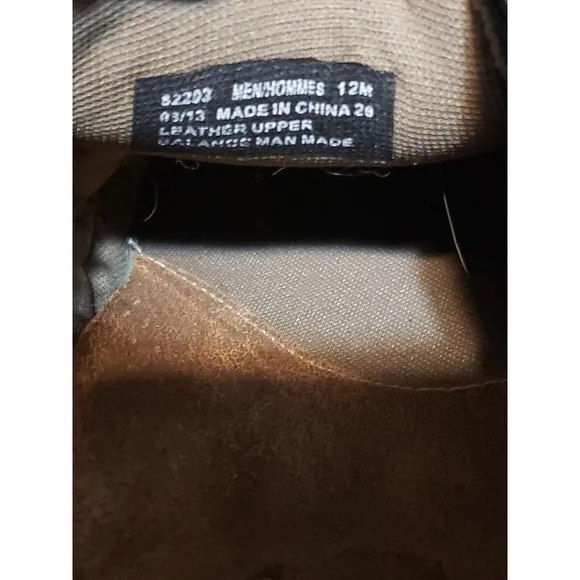 82203 MEN/HOMMES 12M
03/13 MADE IN CHINA 29
LEATHER UPPER
BALANCE MAN MADE